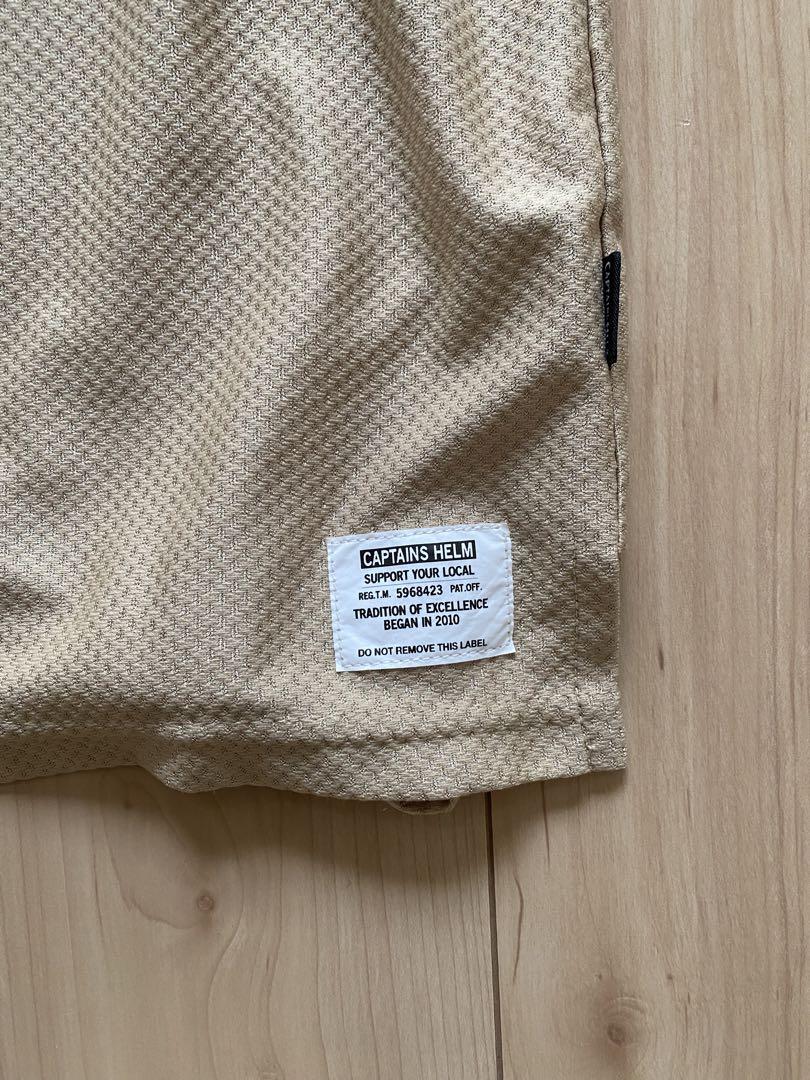 CAPTAINS HELM
SUPPORT YOUR LOCAL
REG.T.M. 5968423 PAT.OFF.
TRADITION OF EXCELLENCE
BEGAN IN 2010
DO NOT REMOVE THIS LABEL